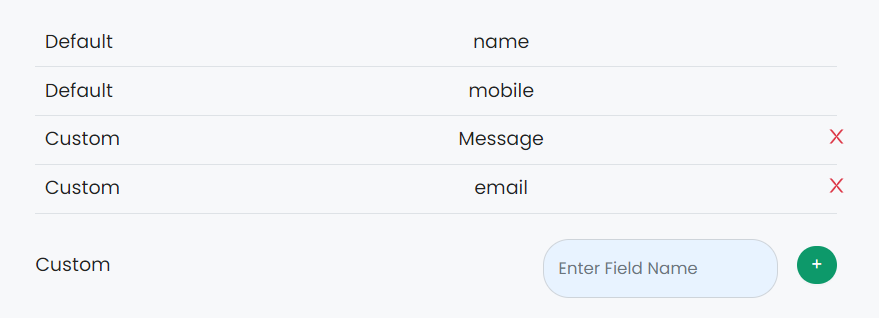 Default name
Default mobile
Custom Message X
Custom email X
Custom Enter Field Name +